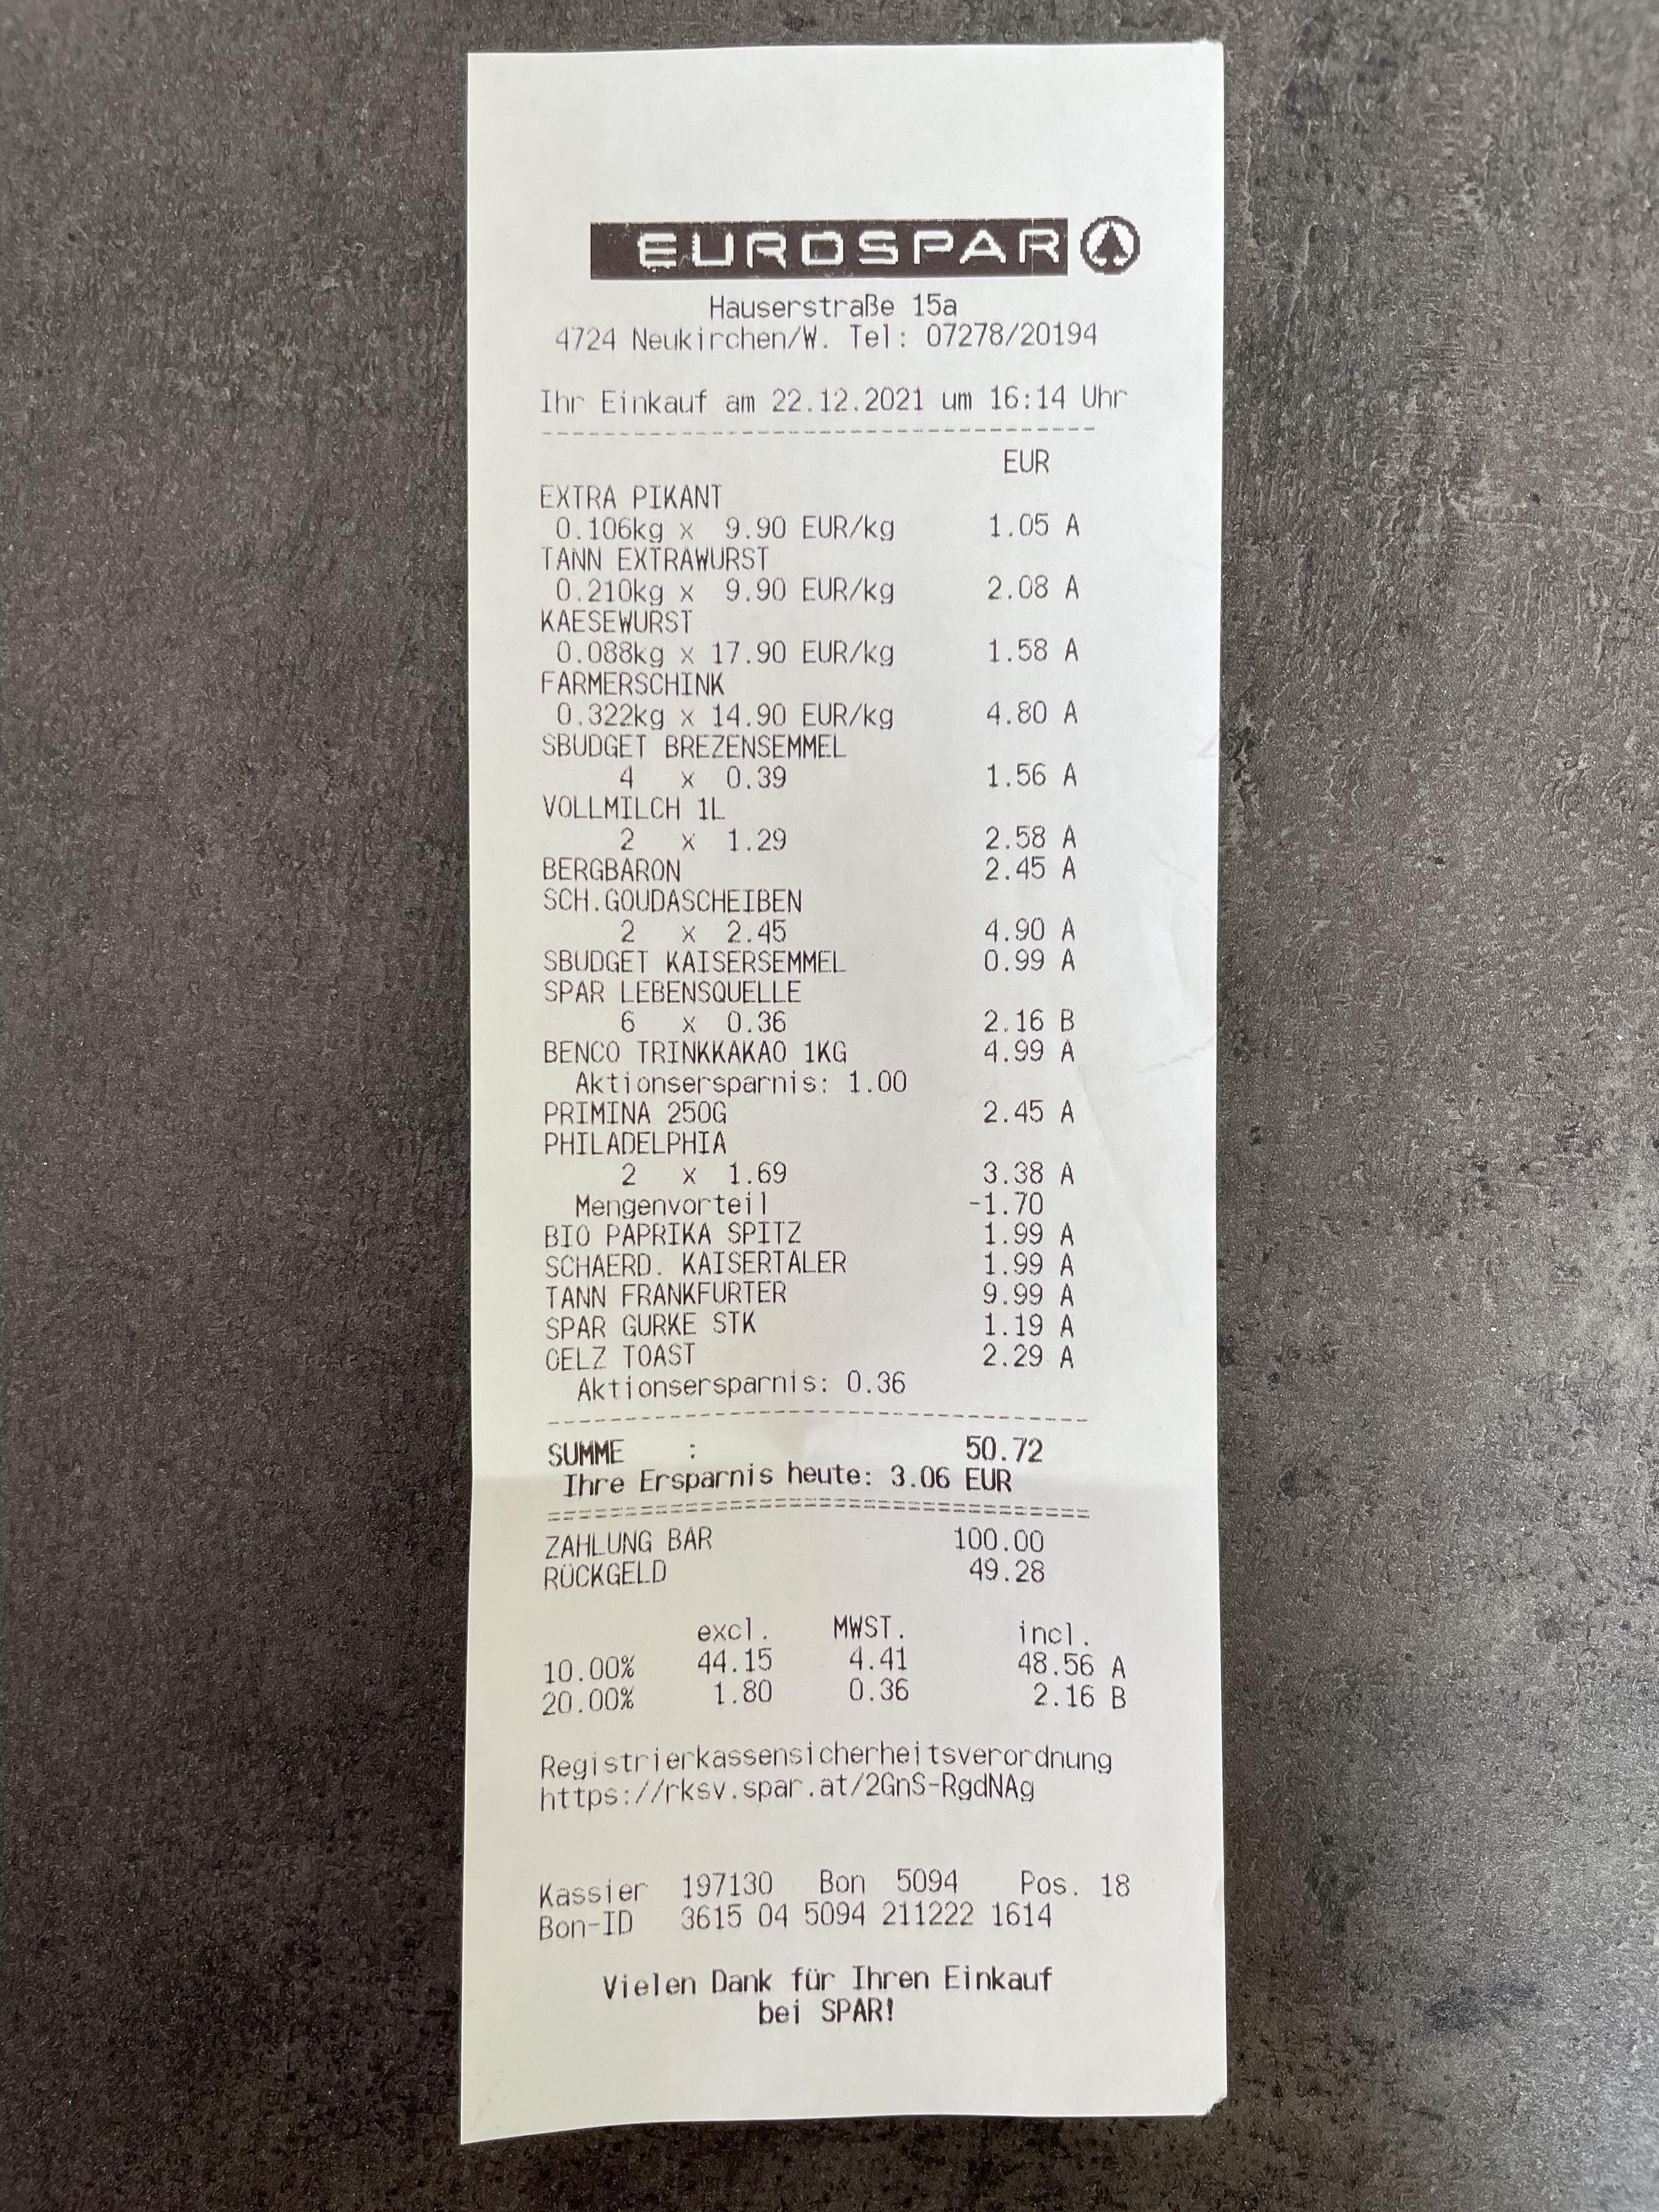 EUROSPAR
Hauserstraße 15a
4724 Neukirchen/W. Tel: 07278/20194
Ihr Einkauf am 22.12.2021 um 16:14 Uhr
EUR
EXTRA PIKANT
0.106kg x 9.90 EUR/kg 1.05 A
TANN EXTRAWURST
0.210kg x 9.90 EUR/kg 2.08 A
KAESEWURST
0.088kg x 17.90 EUR/kg 1.58 A
FARMERSCHINK
0.322kg x 14.90 EUR/kg 4.80 A
SBUDGET BREZENSEMMEL
4 x 0.39 1.56 A
VOLLMILCH 1L
2 x 1.29 2.58 A
BERGBARON 2.45 A
SCH.GOUDASCHEIBEN
2 x 2.45 4.90 A
SBUDGET KAISERSEMMEL 0.99 A
SPAR LEBENSQUELLE
6 x 0.36 2.16 B
BENCO TRINKKAKAO 1KG 4.99 A
Aktionsersparnis: 1.00
PRIMINA 250G 2.45 A
PHILADELPHIA
2 x 1.69 3.38 A
Mengenvorteil -1.70
BIO PAPRIKA SPITZ 1.99 A
SCHAERD. KAISERTALER 1.99 A
TANN FRANKFURTER 9.99 A
SPAR GURKE STK 1.19 A
OELZ TOAST 2.29 A
Aktionsersparnis: 0.36
SUMME : 50.72
Ihre Ersparnis heute: 3.06 EUR
ZAHLUNG BAR 100.00
RÜCKGELD 49.28
excl. MWST. incl.
10.00% 44.15 4.41 48.56 A
20.00% 1.80 0.36 2.16 B
Registrierkassensicherheitsverordnung
https://rksv.spar.at/2GnS-RgdNAg
Kassier 197130 Bon 5094 Pos. 18
Bon-ID 3615 04 5094 211222 1614
Vielen Dank für Ihren Einkauf
bei SPAR!